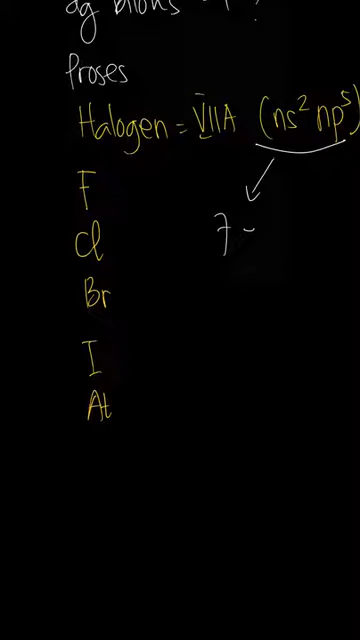 Proses
Halogen = VIIA (ns² np⁵)
F
7 -
Cl
Br
I
At